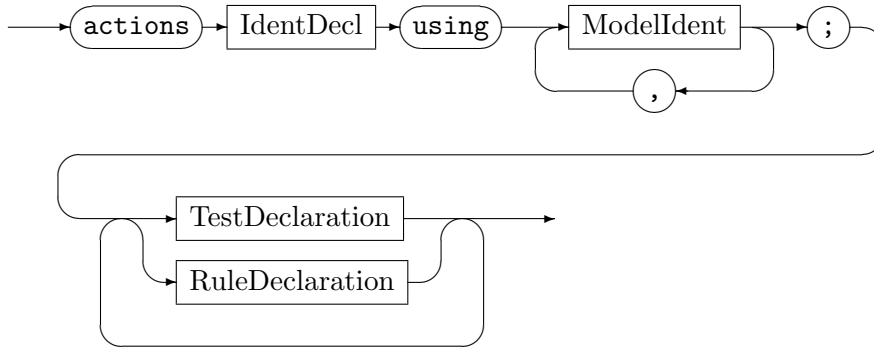 actions IdentDecl using ModelIdent ;
,
TestDeclaration
RuleDeclaration